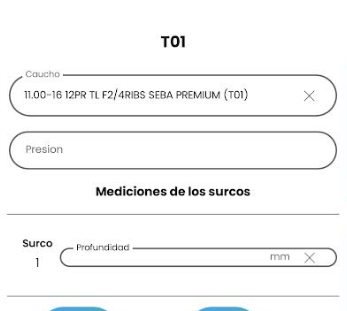 T01
Caucho
11.00-16 12PR TL F2/4RIBS SEBA PREMIUM (T01)
Presion
Mediciones de los surcos
Surco
1
Profundidad
mm